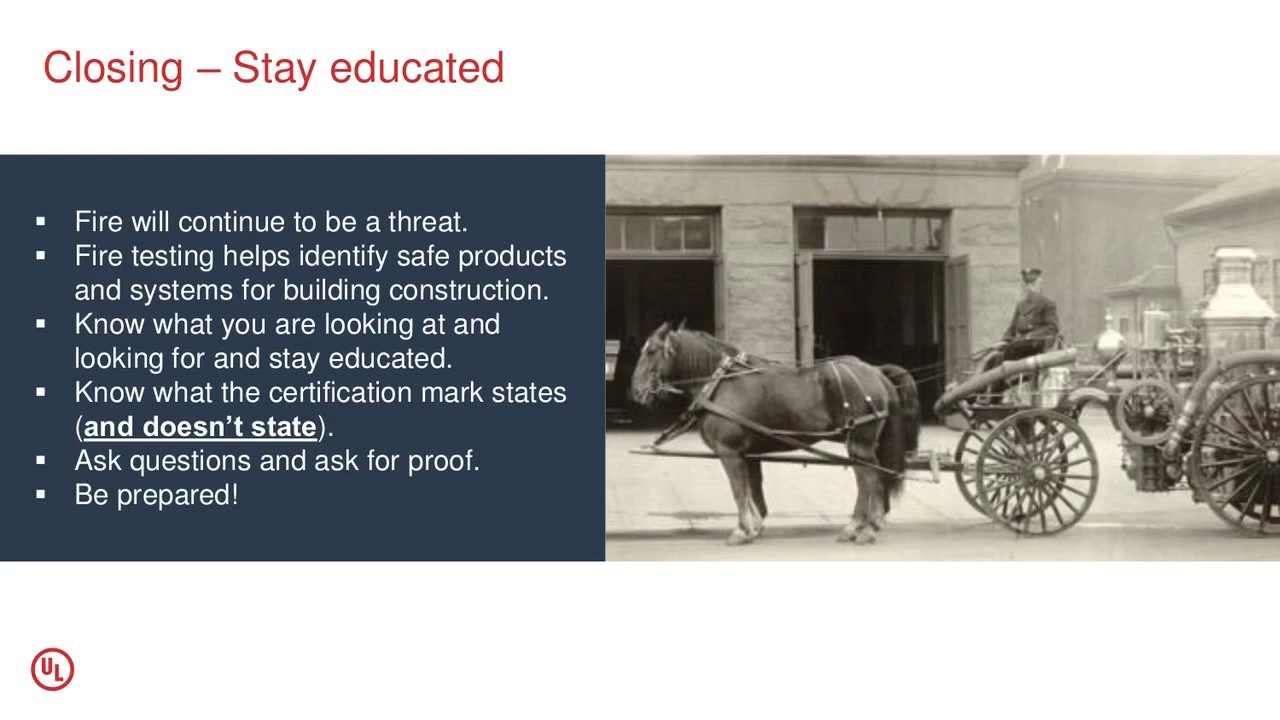 Closing – Stay educated
▪ Fire will continue to be a threat.
▪ Fire testing helps identify safe products
and systems for building construction.
▪ Know what you are looking at and
looking for and stay educated.
▪ Know what the certification mark states
(and doesn’t state).
▪ Ask questions and ask for proof.
▪ Be prepared!
UL